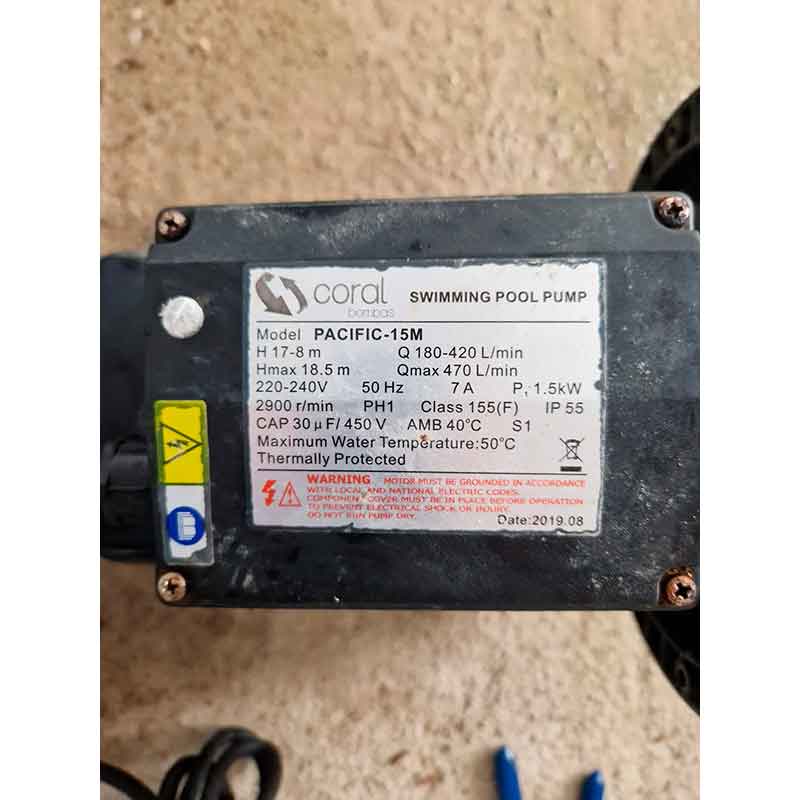 coral
bombas
SWIMMING POOL PUMP
Model PACIFIC-15M
H 17-8 m Q 180-420 L/min
Hmax 18.5 m Qmax 470 L/min
220-240V 50 Hz 7 A P₁ 1.5kW
2900 r/min PH1 Class 155(F) IP 55
CAP 30 µF/ 450 V AMB 40°C S1
Maximum Water Temperature:50°C
Thermally Protected
WARNING MOTOR MUST BE GROUNDED IN ACCORDANCE
WITH LOCAL AND NATIONAL ELECTRIC CODES.
COMPONENT COVER MUST BE IN PLACE BEFORE OPERATION
TO PREVENT ELECTRICAL SHOCK OR INJURY.
DO NOT RUN PUMP DRY.
Date:2019.08